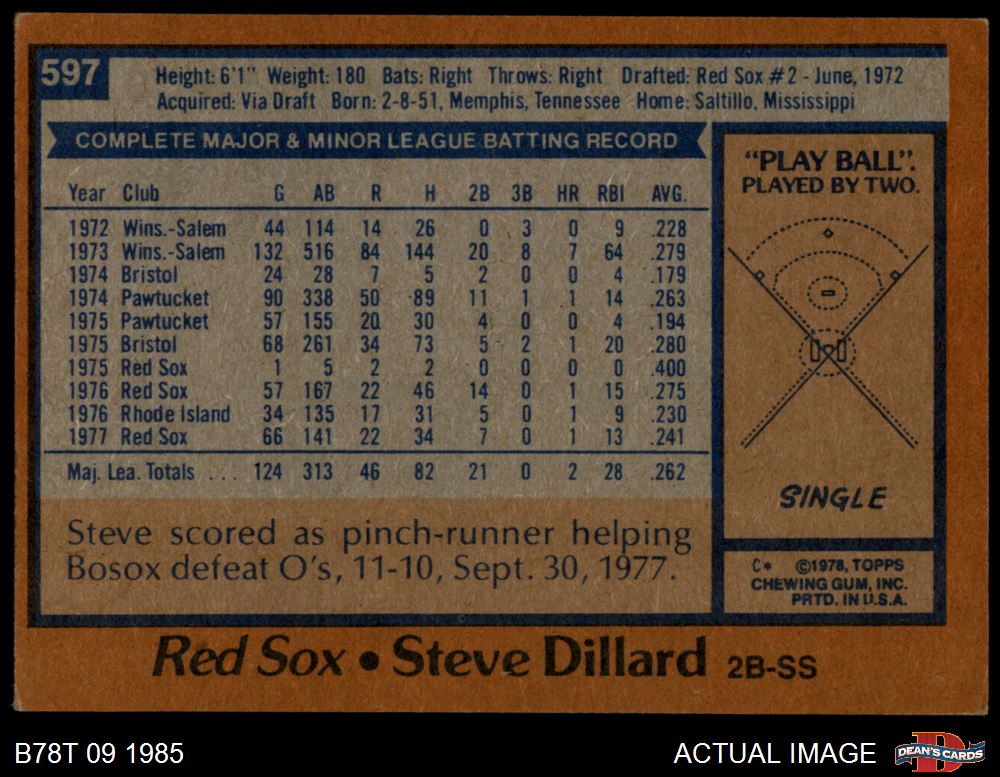 597
Height: 6'1" Weight: 180 Bats: Right Throws: Right Drafted: Red Sox #2 - June, 1972
Acquired: Via Draft Born: 2-8-51, Memphis, Tennessee Home: Saltillo, Mississippi
COMPLETE MAJOR & MINOR LEAGUE BATTING RECORD
Year Club G AB R H 2B 3B HR RBI AVG.
1972 Wins.-Salem 44 114 14 26 0 3 0 9 .228
1973 Wins.-Salem 132 516 84 144 20 8 7 64 .279
1974 Bristol 24 28 7 5 2 0 0 4 .179
1974 Pawtucket 90 338 50 89 11 1 1 14 .263
1975 Pawtucket 57 155 20 30 4 0 0 4 .194
1975 Bristol 68 261 34 73 5 2 1 20 .280
1975 Red Sox 1 5 2 2 0 0 0 0 .400
1976 Red Sox 57 167 22 46 14 0 1 15 .275
1976 Rhode Island 34 135 17 31 5 0 1 9 .230
1977 Red Sox 66 141 22 34 7 0 1 13 .241
Maj. Lea. Totals ... 124 313 46 82 21 0 2 28 .262
Steve scored as pinch-runner helping
Bosox defeat O's, 11-10, Sept. 30, 1977.
"PLAY BALL".
PLAYED BY TWO.
SINGLE
C* ©1978, TOPPS
CHEWING GUM, INC.
PRTD. IN U.S.A.
Red Sox • Steve Dillard 2B-SS
B78T 09 1985
ACTUAL IMAGE
D
DEAN'S CARDS